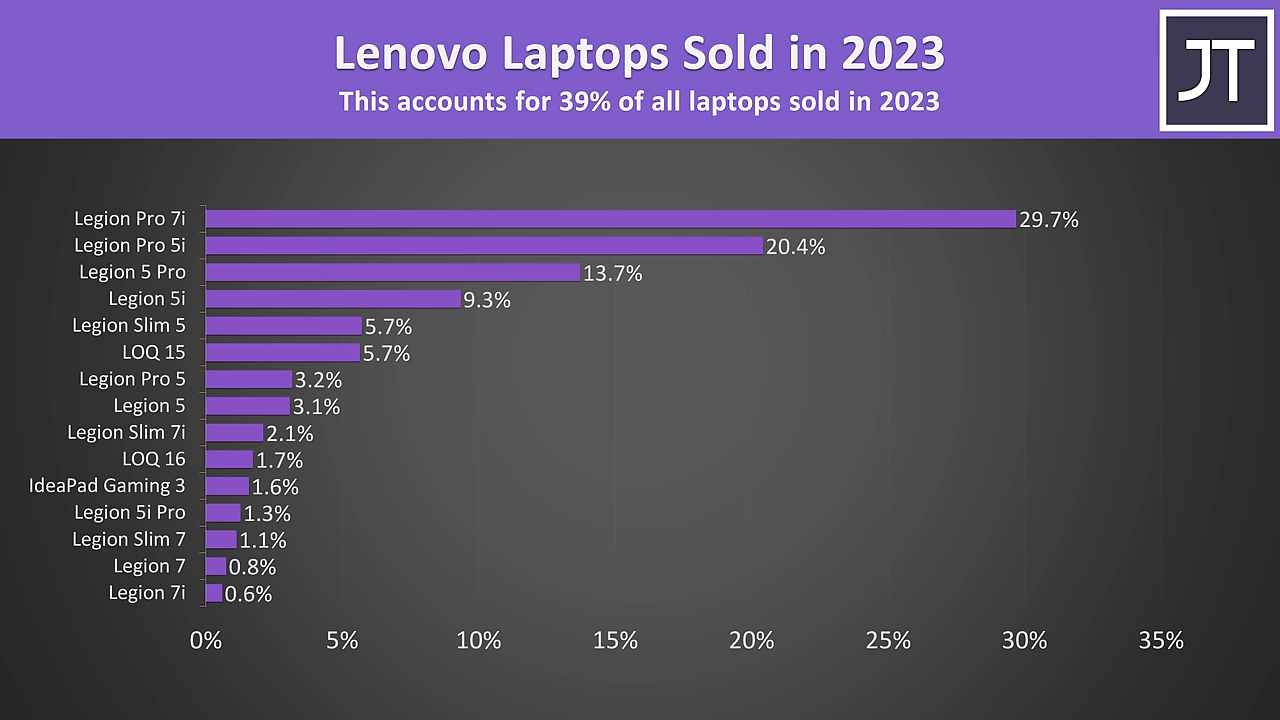 Lenovo Laptops Sold in 2023
This accounts for 39% of all laptops sold in 2023
JT
Legion Pro 7i 29.7%
Legion Pro 5i 20.4%
Legion 5 Pro 13.7%
Legion 5i 9.3%
Legion Slim 5 5.7%
LOQ 15 5.7%
Legion Pro 5 3.2%
Legion 5 3.1%
Legion Slim 7i 2.1%
LOQ 16 1.7%
IdeaPad Gaming 3 1.6%
Legion 5i Pro 1.3%
Legion Slim 7 1.1%
Legion 7 0.8%
Legion 7i 0.6%
0% 5% 10% 15% 20% 25% 30% 35%